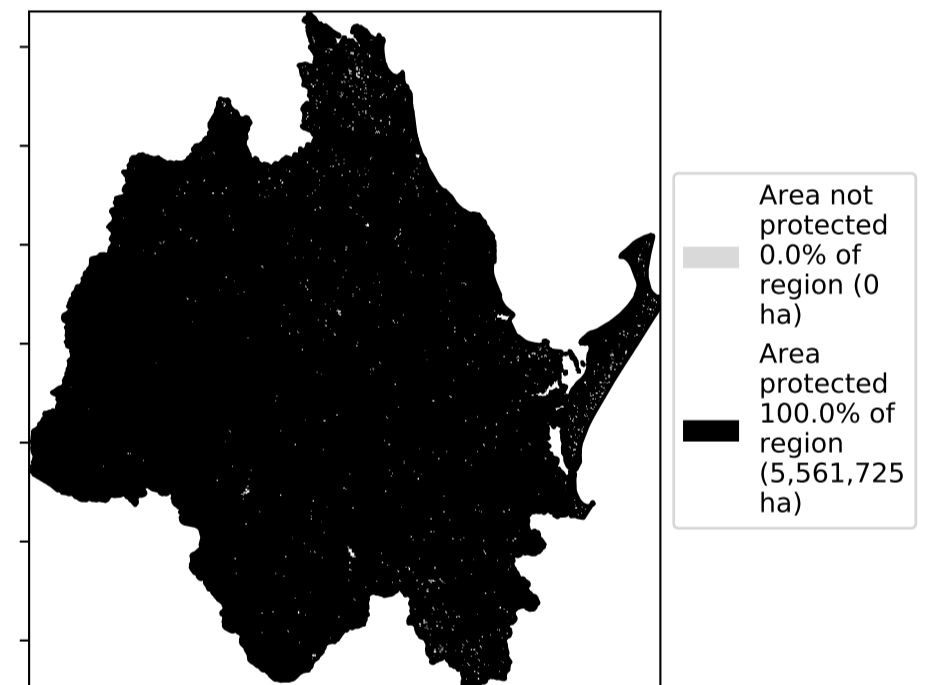 Area not
protected
0.0% of
region (0
ha)
Area
protected
100.0% of
region
(5,561,725
ha)